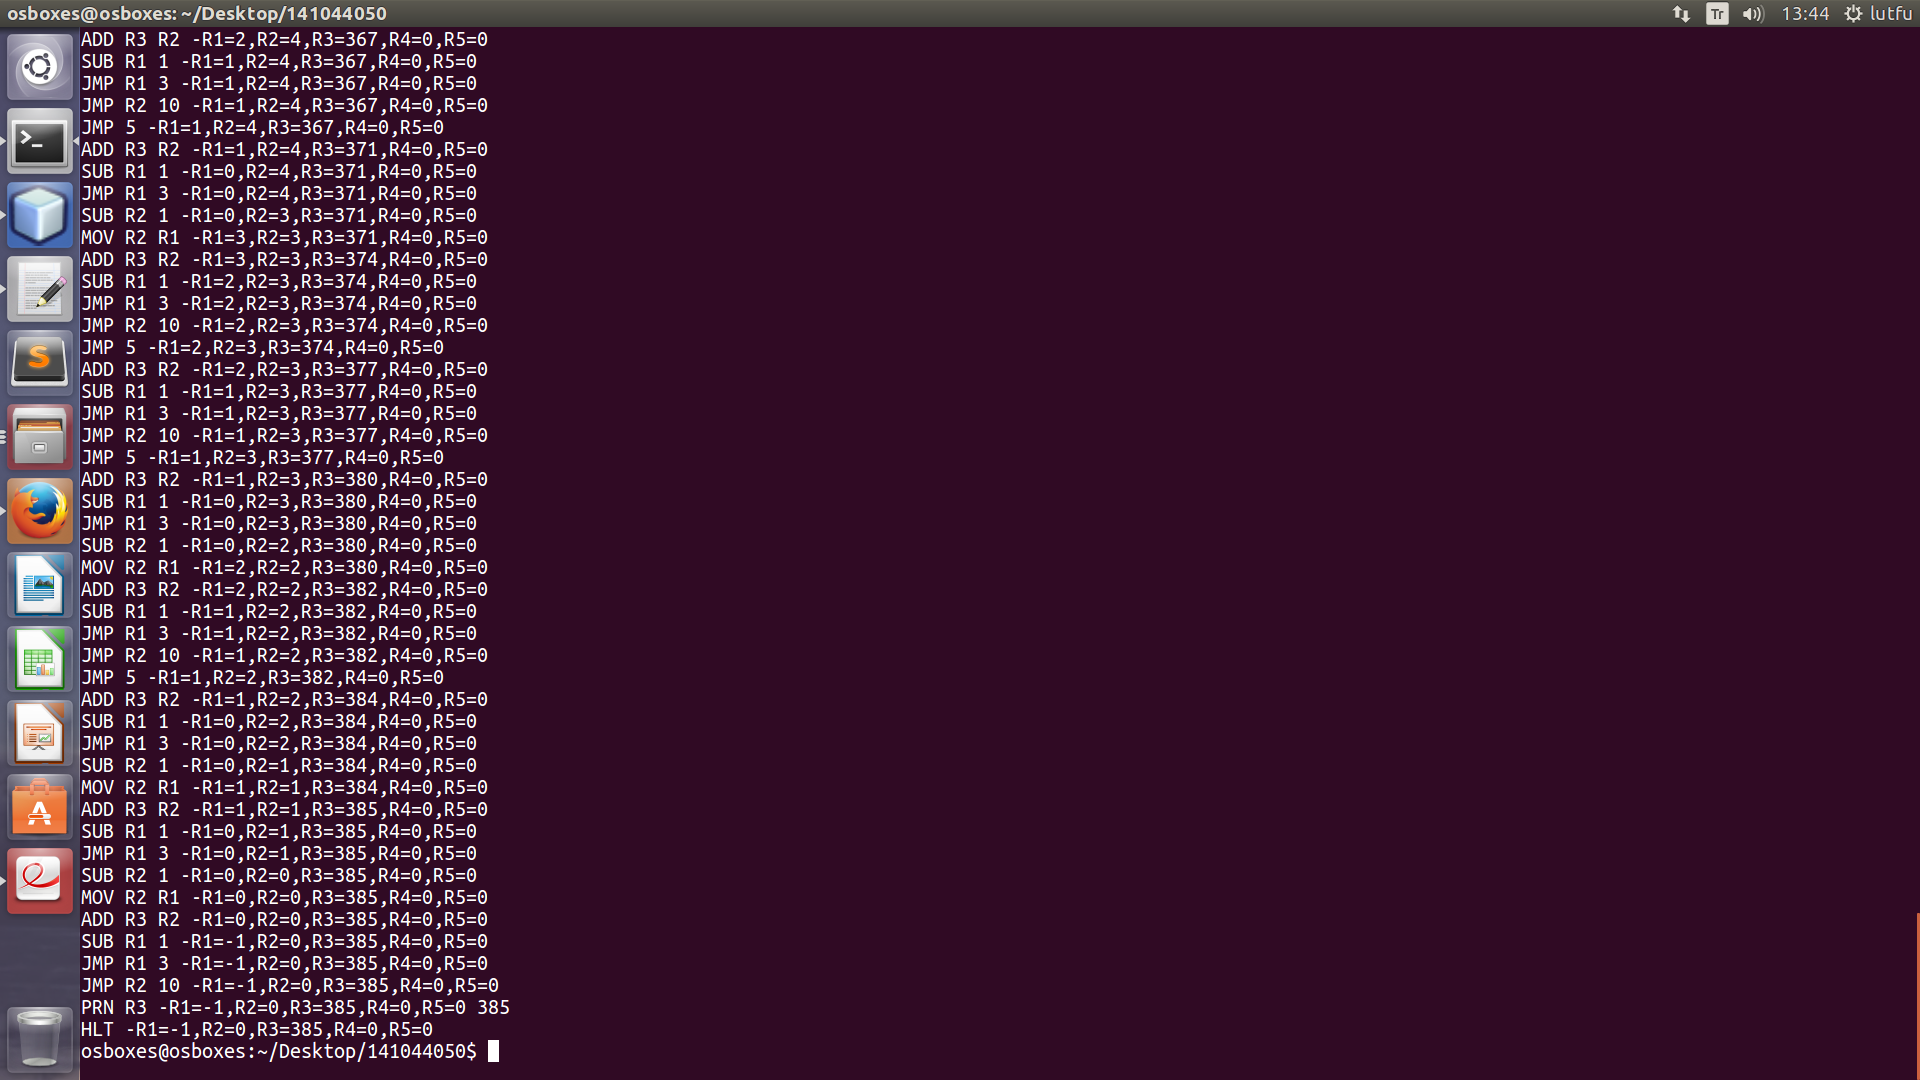 osboxes@osboxes: ~/Desktop/141044050
Tr
13:44
lutfu
ADD R3 R2 -R1=2,R2=4,R3=367,R4=0,R5=0
SUB R1 1 -R1=1,R2=4,R3=367,R4=0,R5=0
JMP R1 3 -R1=1,R2=4,R3=367,R4=0,R5=0
JMP R2 10 -R1=1,R2=4,R3=367,R4=0,R5=0
JMP 5 -R1=1,R2=4,R3=367,R4=0,R5=0
ADD R3 R2 -R1=1,R2=4,R3=371,R4=0,R5=0
SUB R1 1 -R1=0,R2=4,R3=371,R4=0,R5=0
JMP R1 3 -R1=0,R2=4,R3=371,R4=0,R5=0
SUB R2 1 -R1=0,R2=3,R3=371,R4=0,R5=0
MOV R2 R1 -R1=3,R2=3,R3=371,R4=0,R5=0
ADD R3 R2 -R1=3,R2=3,R3=374,R4=0,R5=0
SUB R1 1 -R1=2,R2=3,R3=374,R4=0,R5=0
JMP R1 3 -R1=2,R2=3,R3=374,R4=0,R5=0
JMP R2 10 -R1=2,R2=3,R3=374,R4=0,R5=0
JMP 5 -R1=2,R2=3,R3=374,R4=0,R5=0
ADD R3 R2 -R1=2,R2=3,R3=377,R4=0,R5=0
SUB R1 1 -R1=1,R2=3,R3=377,R4=0,R5=0
JMP R1 3 -R1=1,R2=3,R3=377,R4=0,R5=0
JMP R2 10 -R1=1,R2=3,R3=377,R4=0,R5=0
JMP 5 -R1=1,R2=3,R3=377,R4=0,R5=0
ADD R3 R2 -R1=1,R2=3,R3=380,R4=0,R5=0
SUB R1 1 -R1=0,R2=3,R3=380,R4=0,R5=0
JMP R1 3 -R1=0,R2=3,R3=380,R4=0,R5=0
SUB R2 1 -R1=0,R2=2,R3=380,R4=0,R5=0
MOV R2 R1 -R1=2,R2=2,R3=380,R4=0,R5=0
ADD R3 R2 -R1=2,R2=2,R3=382,R4=0,R5=0
SUB R1 1 -R1=1,R2=2,R3=382,R4=0,R5=0
JMP R1 3 -R1=1,R2=2,R3=382,R4=0,R5=0
JMP R2 10 -R1=1,R2=2,R3=382,R4=0,R5=0
JMP 5 -R1=1,R2=2,R3=382,R4=0,R5=0
ADD R3 R2 -R1=1,R2=2,R3=384,R4=0,R5=0
SUB R1 1 -R1=0,R2=2,R3=384,R4=0,R5=0
JMP R1 3 -R1=0,R2=2,R3=384,R4=0,R5=0
SUB R2 1 -R1=0,R2=1,R3=384,R4=0,R5=0
MOV R2 R1 -R1=1,R2=1,R3=384,R4=0,R5=0
ADD R3 R2 -R1=1,R2=1,R3=385,R4=0,R5=0
SUB R1 1 -R1=0,R2=1,R3=385,R4=0,R5=0
JMP R1 3 -R1=0,R2=1,R3=385,R4=0,R5=0
SUB R2 1 -R1=0,R2=0,R3=385,R4=0,R5=0
MOV R2 R1 -R1=0,R2=0,R3=385,R4=0,R5=0
ADD R3 R2 -R1=0,R2=0,R3=385,R4=0,R5=0
SUB R1 1 -R1=-1,R2=0,R3=385,R4=0,R5=0
JMP R1 3 -R1=-1,R2=0,R3=385,R4=0,R5=0
JMP R2 10 -R1=-1,R2=0,R3=385,R4=0,R5=0
PRN R3 -R1=-1,R2=0,R3=385,R4=0,R5=0 385
HLT -R1=-1,R2=0,R3=385,R4=0,R5=0
osboxes@osboxes:~/Desktop/141044050$